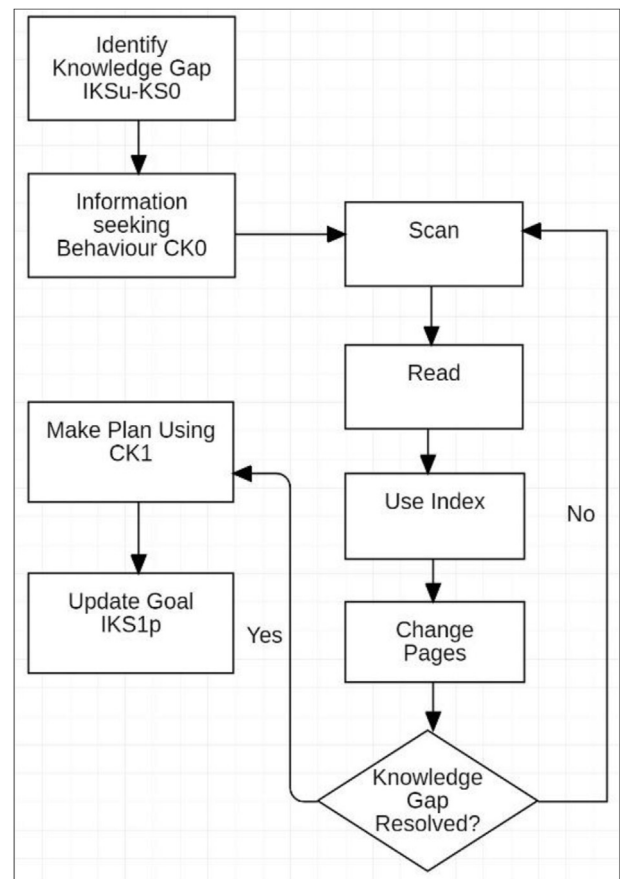 Identify
Knowledge Gap
IKSu-KS0
Information
seeking
Behaviour CK0
Scan
Read
Make Plan Using
CK1
Use Index
No
Update Goal
IKS1p
Yes
Change
Pages
Knowledge
Gap
Resolved?